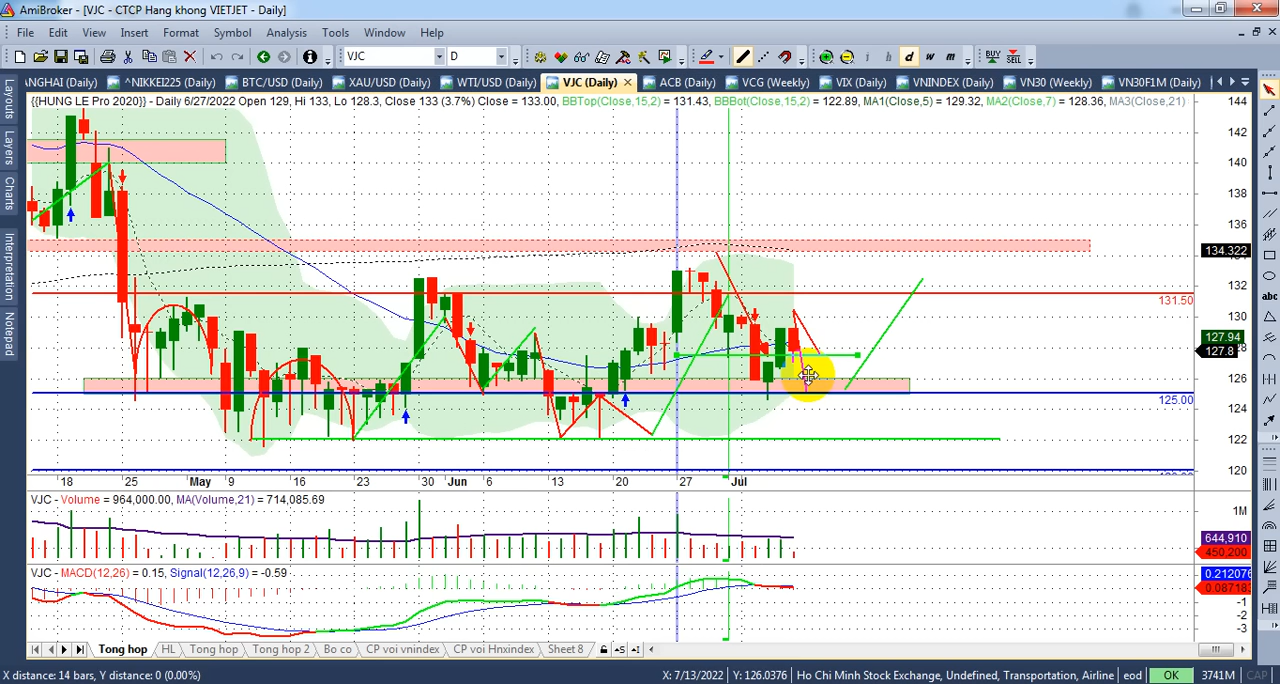 AmiBroker - [VJC - CTCP Hang khong VIETJET - Daily]
File Edit View Insert Format Symbol Analysis Tools Window Help
VJC D i h d w m BUY SELL
\NGHAI (Daily) ^NIKKEI225 (Daily) BTC/USD (Daily) XAU/USD (Daily) WTI/USD (Daily) VJC (Daily) ACB (Daily) VCG (Weekly) VIX (Daily) VNINDEX (Daily) VN30 (Weekly) VN30F1M (Daily)
{{HUNG LE Pro 2020}} - Daily 6/27/2022 Open 129, Hi 133, Lo 128.3, Close 133 (3.7%) Close = 133.00, BBTop(Close,15,2) = 131.43, BBBot(Close,15,2) = 122.89, MA1(Close,5) = 129.32, MA2(Close,7) = 128.36, MA3(Close,21)
Layouts
Layers
Charts
Interpretation
Notepad
144
142
140
138
136
134.322
132
131.50
130
127.94
127.8
126
125.00
124
122
120
18 25 May 9 16 23 30 Jun 6 13 20 27 Jul
abc
VJC - Volume = 964,000.00, MA(Volume,21) = 714,085.69
1M
644,910
450,200
VJC - MACD(12,26) = 0.15, Signal(12,26,9) = -0.59
0.212076
-1
-2
-3
Tong hop HL Tong hop Tong hop 2 Bo co CP voi vnindex CP voi Hnxindex Sheet 8
X distance: 14 bars, Y distance: 0 (0.00%) X: 7/13/2022 Y: 126.0376 Ho Chi Minh Stock Exchange, Undefined, Transportation, Airline eod OK 3741M CAP